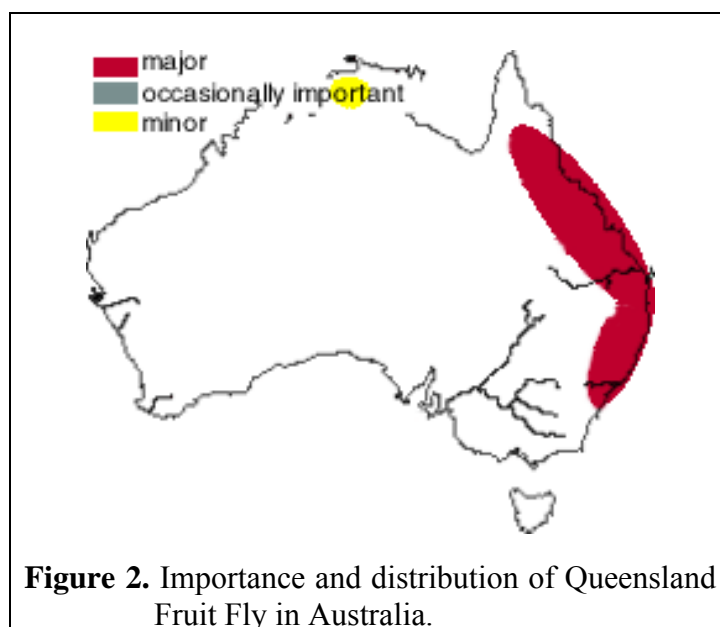 major
occasionally important
minor
Figure 2. Importance and distribution of Queensland
Fruit Fly in Australia.